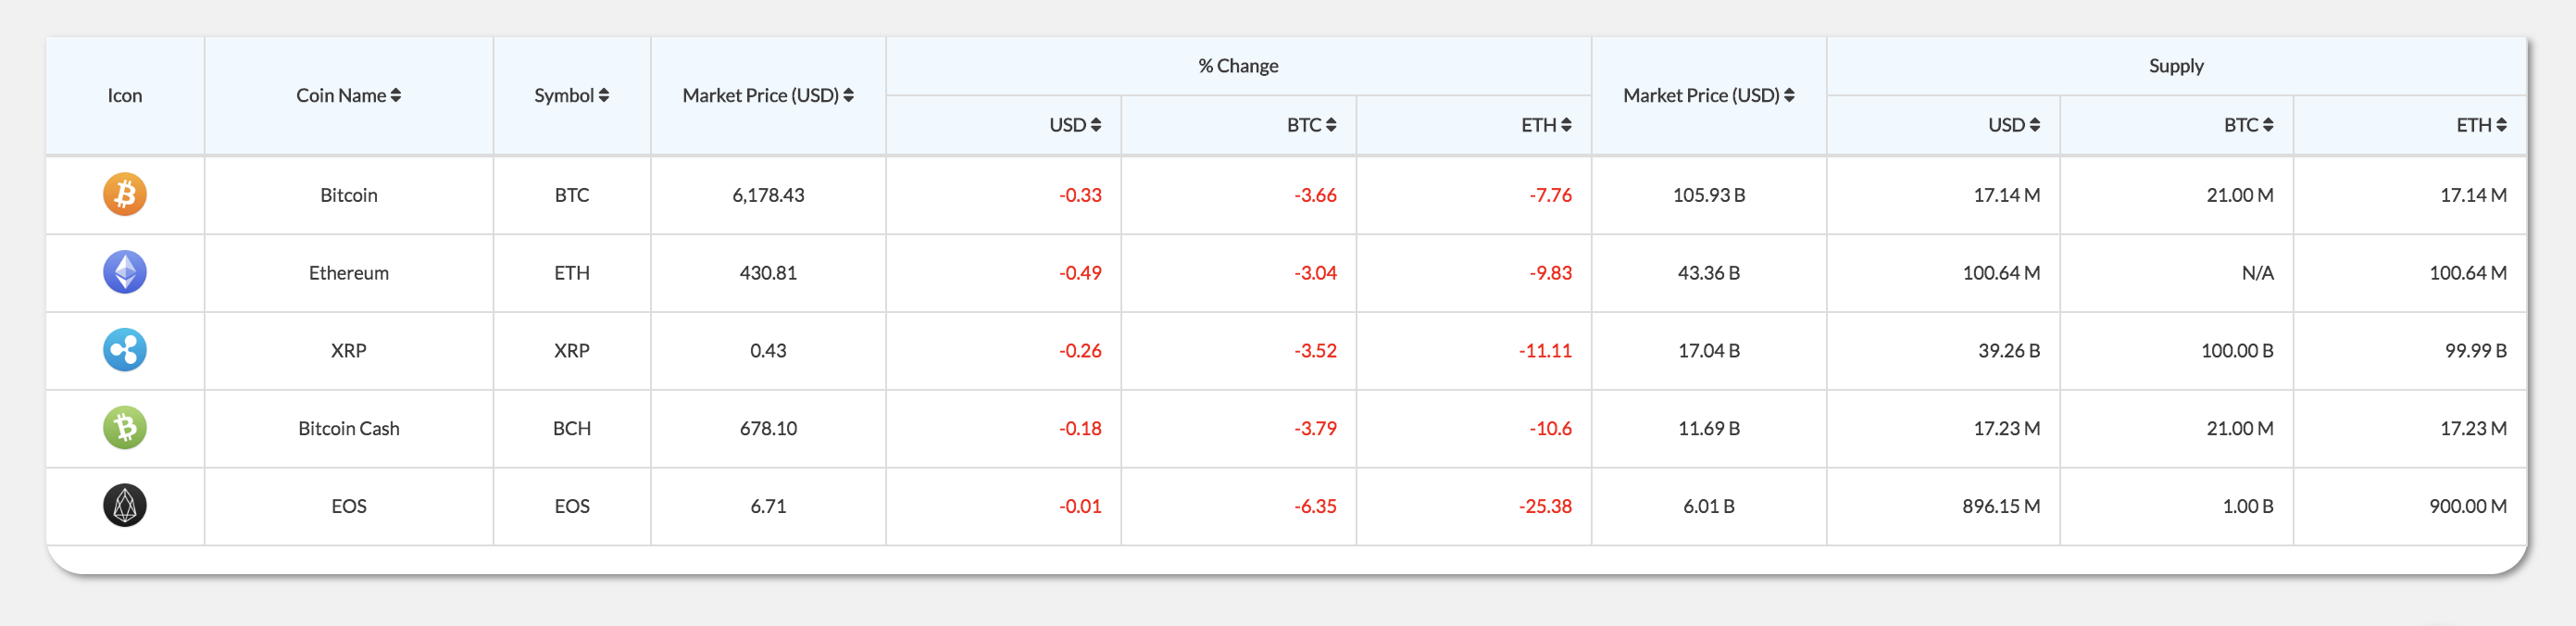 Icon Coin Name Symbol Market Price (USD) % Change Market Price (USD) Supply
USD BTC ETH USD BTC ETH
Bitcoin BTC 6,178.43 -0.33 -3.66 -7.76 105.93 B 17.14 M 21.00 M 17.14 M
Ethereum ETH 430.81 -0.49 -3.04 -9.83 43.36 B 100.64 M N/A 100.64 M
XRP XRP 0.43 -0.26 -3.52 -11.11 17.04 B 39.26 B 100.00 B 99.99 B
Bitcoin Cash BCH 678.10 -0.18 -3.79 -10.6 11.69 B 17.23 M 21.00 M 17.23 M
EOS EOS 6.71 -0.01 -6.35 -25.38 6.01 B 896.15 M 1.00 B 900.00 M